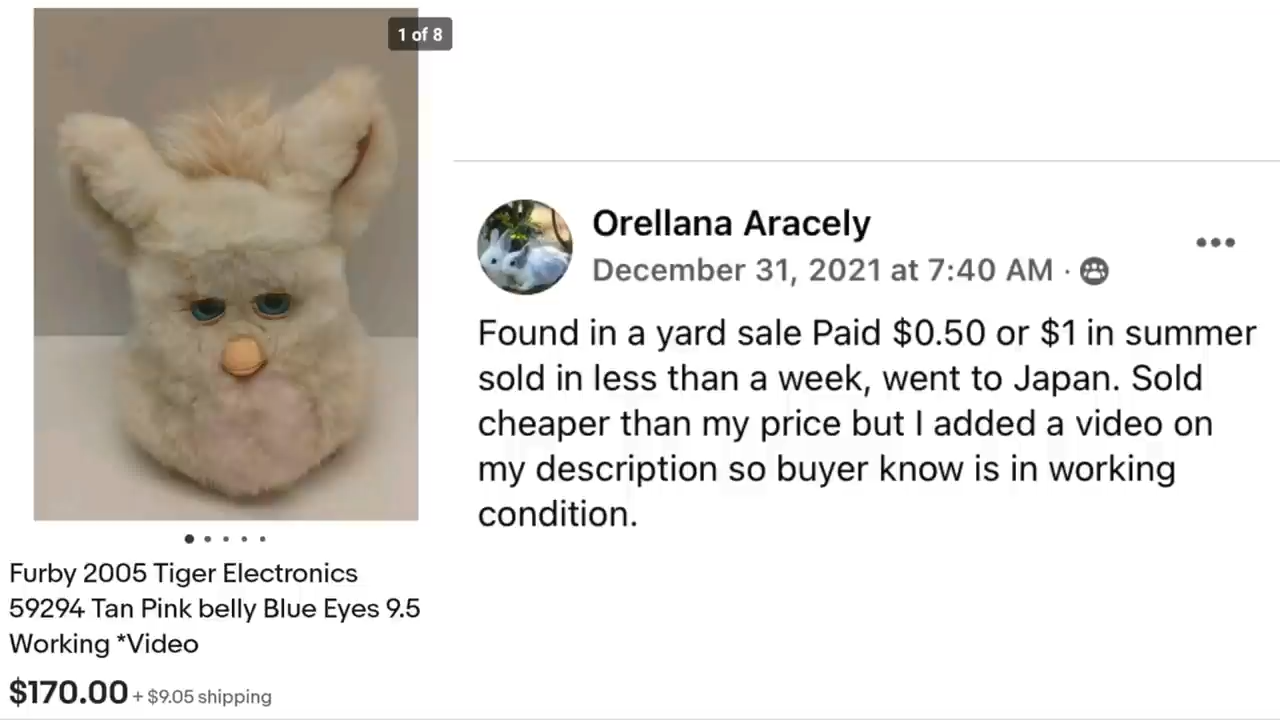 1 of 8
Furby 2005 Tiger Electronics
59294 Tan Pink belly Blue Eyes 9.5
Working *Video
$170.00 + $9.05 shipping
Orellana Aracely
December 31, 2021 at 7:40 AM ·
Found in a yard sale Paid $0.50 or $1 in summer
sold in less than a week, went to Japan. Sold
cheaper than my price but I added a video on
my description so buyer know is in working
condition.